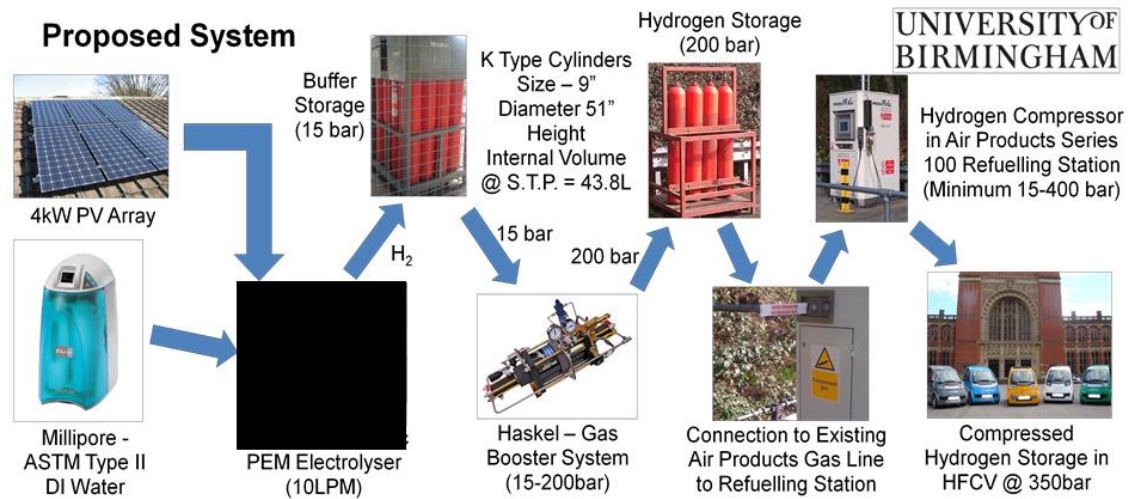 Proposed System
UNIVERSITY OF
BIRMINGHAM
4kW PV Array
Buffer
Storage
(15 bar)
K Type Cylinders
Size – 9”
Diameter 51”
Height
Internal Volume
@ S.T.P. = 43.8L
Hydrogen Storage
(200 bar)
Hydrogen Compressor
in Air Products Series
100 Refuelling Station
(Minimum 15-400 bar)
H₂
15 bar
200 bar
Millipore -
ASTM Type II
DI Water
PEM Electrolyser
(10LPM)
Haskel – Gas
Booster System
(15-200bar)
Connection to Existing
Air Products Gas Line
to Refuelling Station
Compressed
Hydrogen Storage in
HFCV @ 350bar